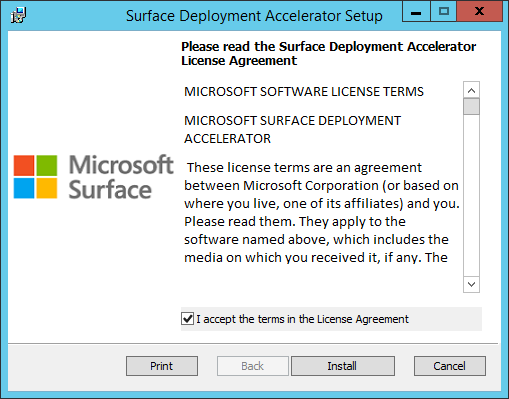 Surface Deployment Accelerator Setup
Please read the Surface Deployment Accelerator
License Agreement
MICROSOFT SOFTWARE LICENSE TERMS
MICROSOFT SURFACE DEPLOYMENT
ACCELERATOR
These license terms are an agreement
between Microsoft Corporation (or based on
where you live, one of its affiliates) and you.
Please read them. They apply to the
software named above, which includes the
media on which you received it, if any. The
Microsoft
Surface
I accept the terms in the License Agreement
Print
Back
Install
Cancel